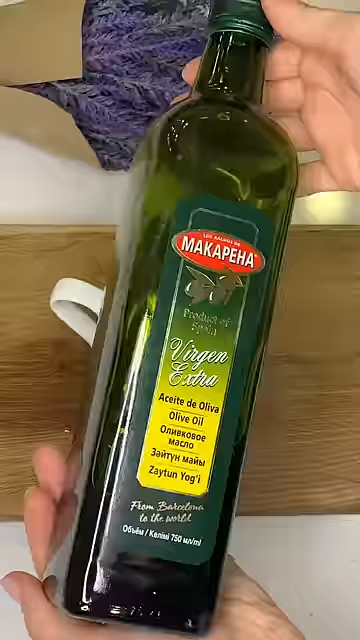 МАКАРЕНА®
Product of
Spain
Virgen
Extra
Aceite de Oliva
Olive Oil
Оливковое
масло
Зәйтүн майы
Zaytun Yog'i
From Barcelona
to the world
Объём / Көлімі 750 мл/ml